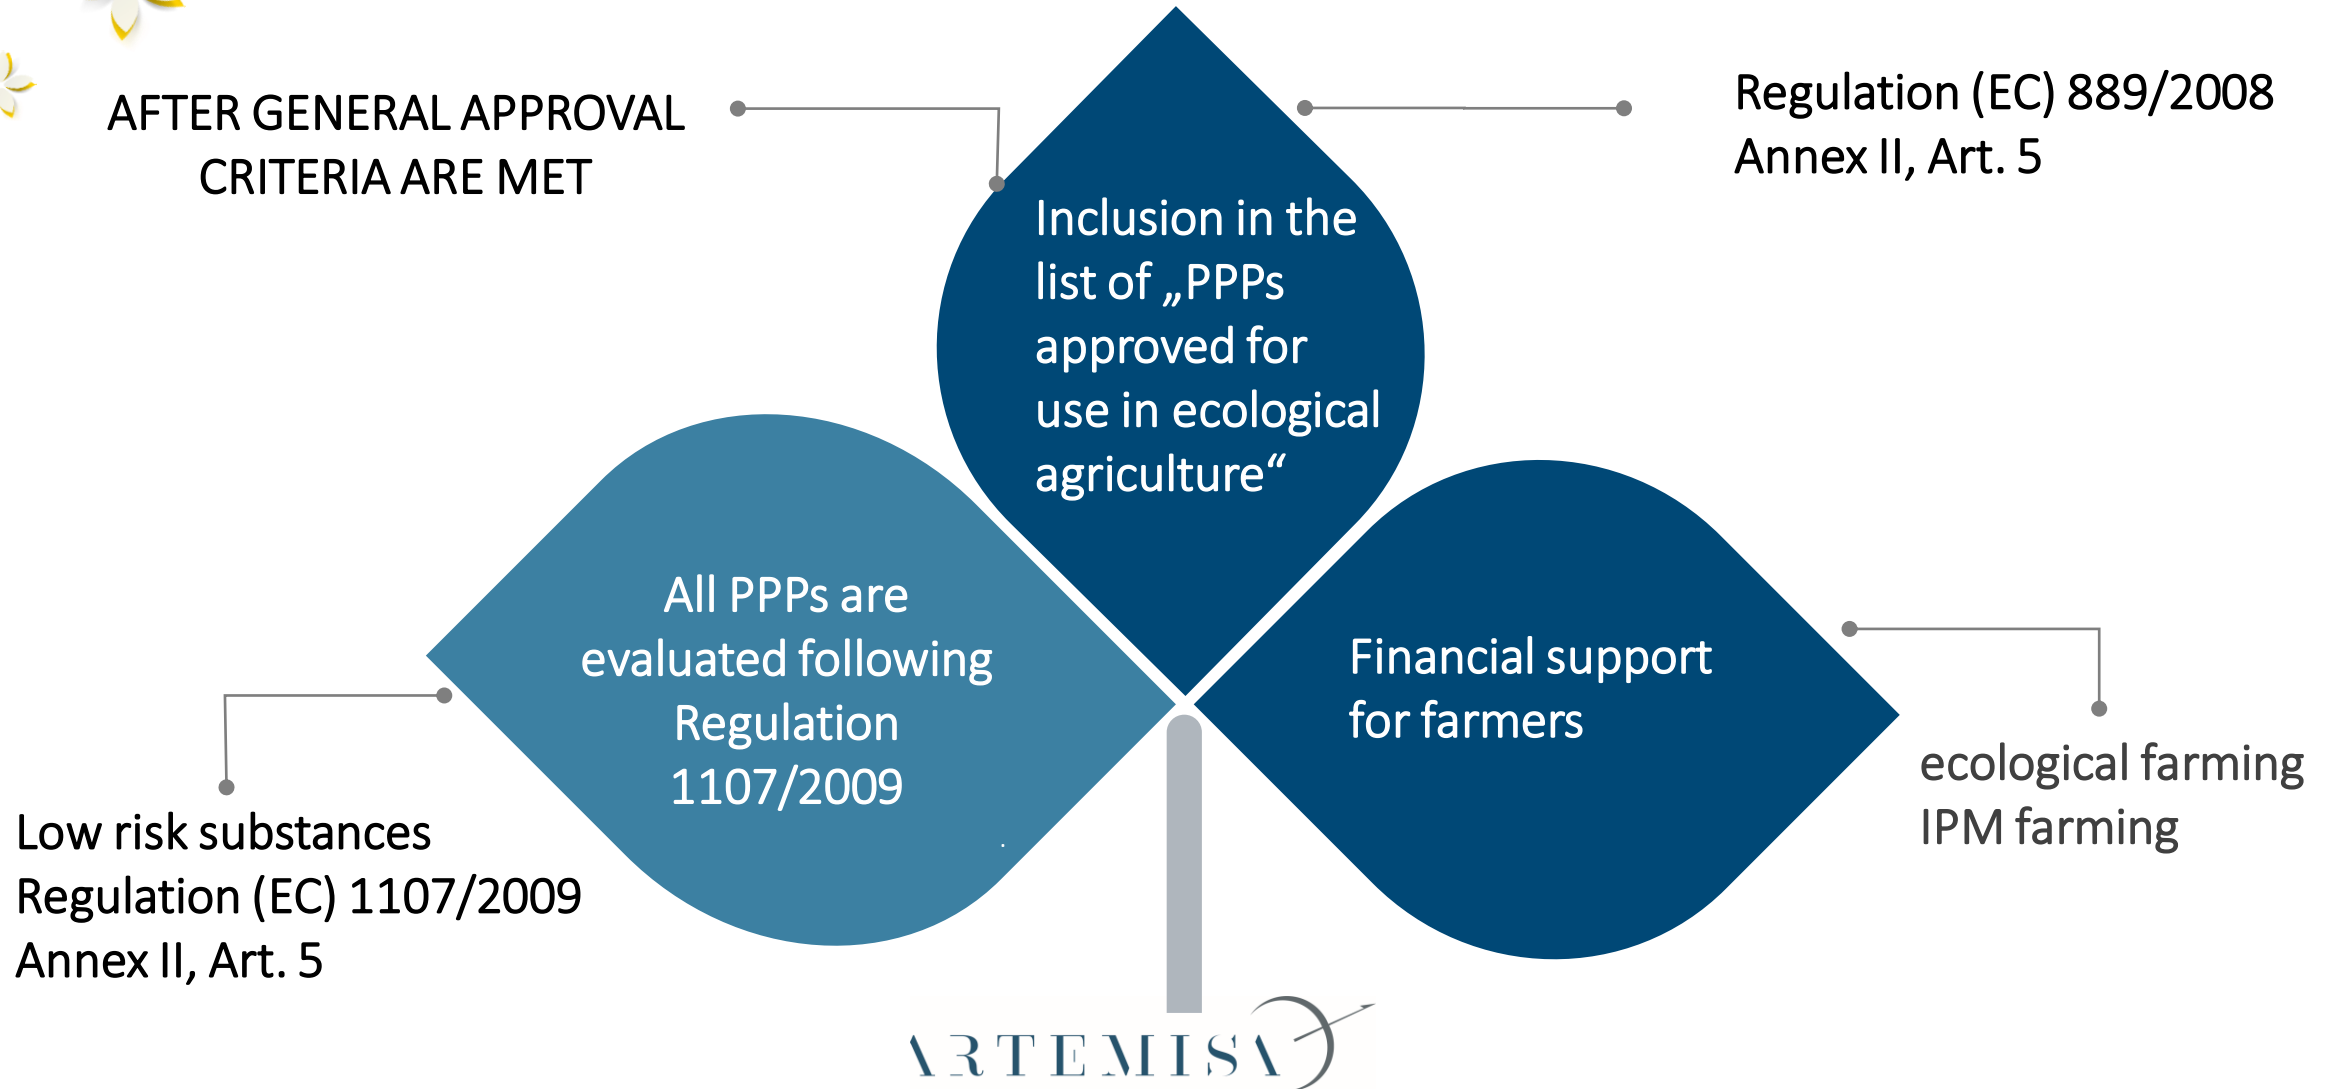 AFTER GENERAL APPROVAL
CRITERIA ARE MET
Regulation (EC) 889/2008
Annex II, Art. 5
Inclusion in the
list of „PPPs
approved for
use in ecological
agriculture“
All PPPs are
evaluated following
Regulation
1107/2009
.
Financial support
for farmers
Low risk substances
Regulation (EC) 1107/2009
Annex II, Art. 5
ecological farming
IPM farming
ARTEMISA